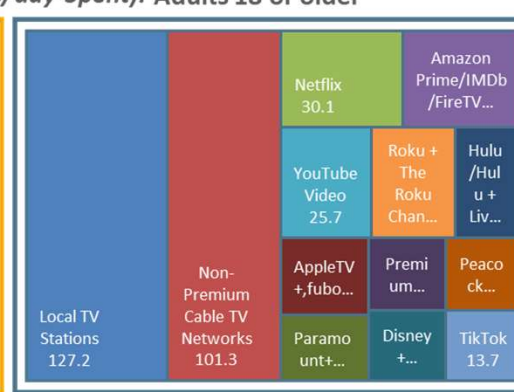 /day Spent): Adults 18 or older
Local TV
Stations
127.2
Non-
Premium
Cable TV
Networks
101.3
Netflix
30.1
Amazon
Prime/IMDb
/FireTV...
YouTube
Video
25.7
Roku +
The
Roku
Chan...
Hulu
/Hul
u +
Liv...
AppleTV
+,fubo...
Premi
um...
Peaco
ck...
Paramo
unt+...
Disney
+...
TikTok
13.7